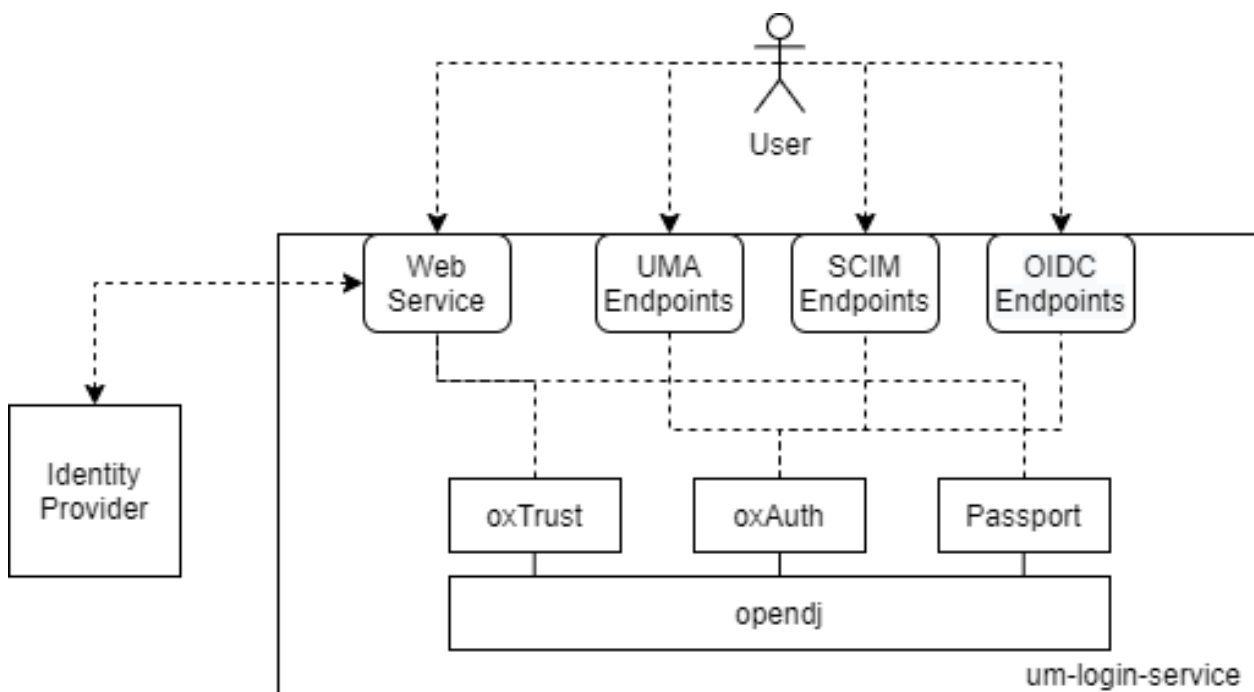 User
Web
Service
UMA
Endpoints
SCIM
Endpoints
OIDC
Endpoints
Identity
Provider
oxTrust
oxAuth
Passport
opendj
um-login-service